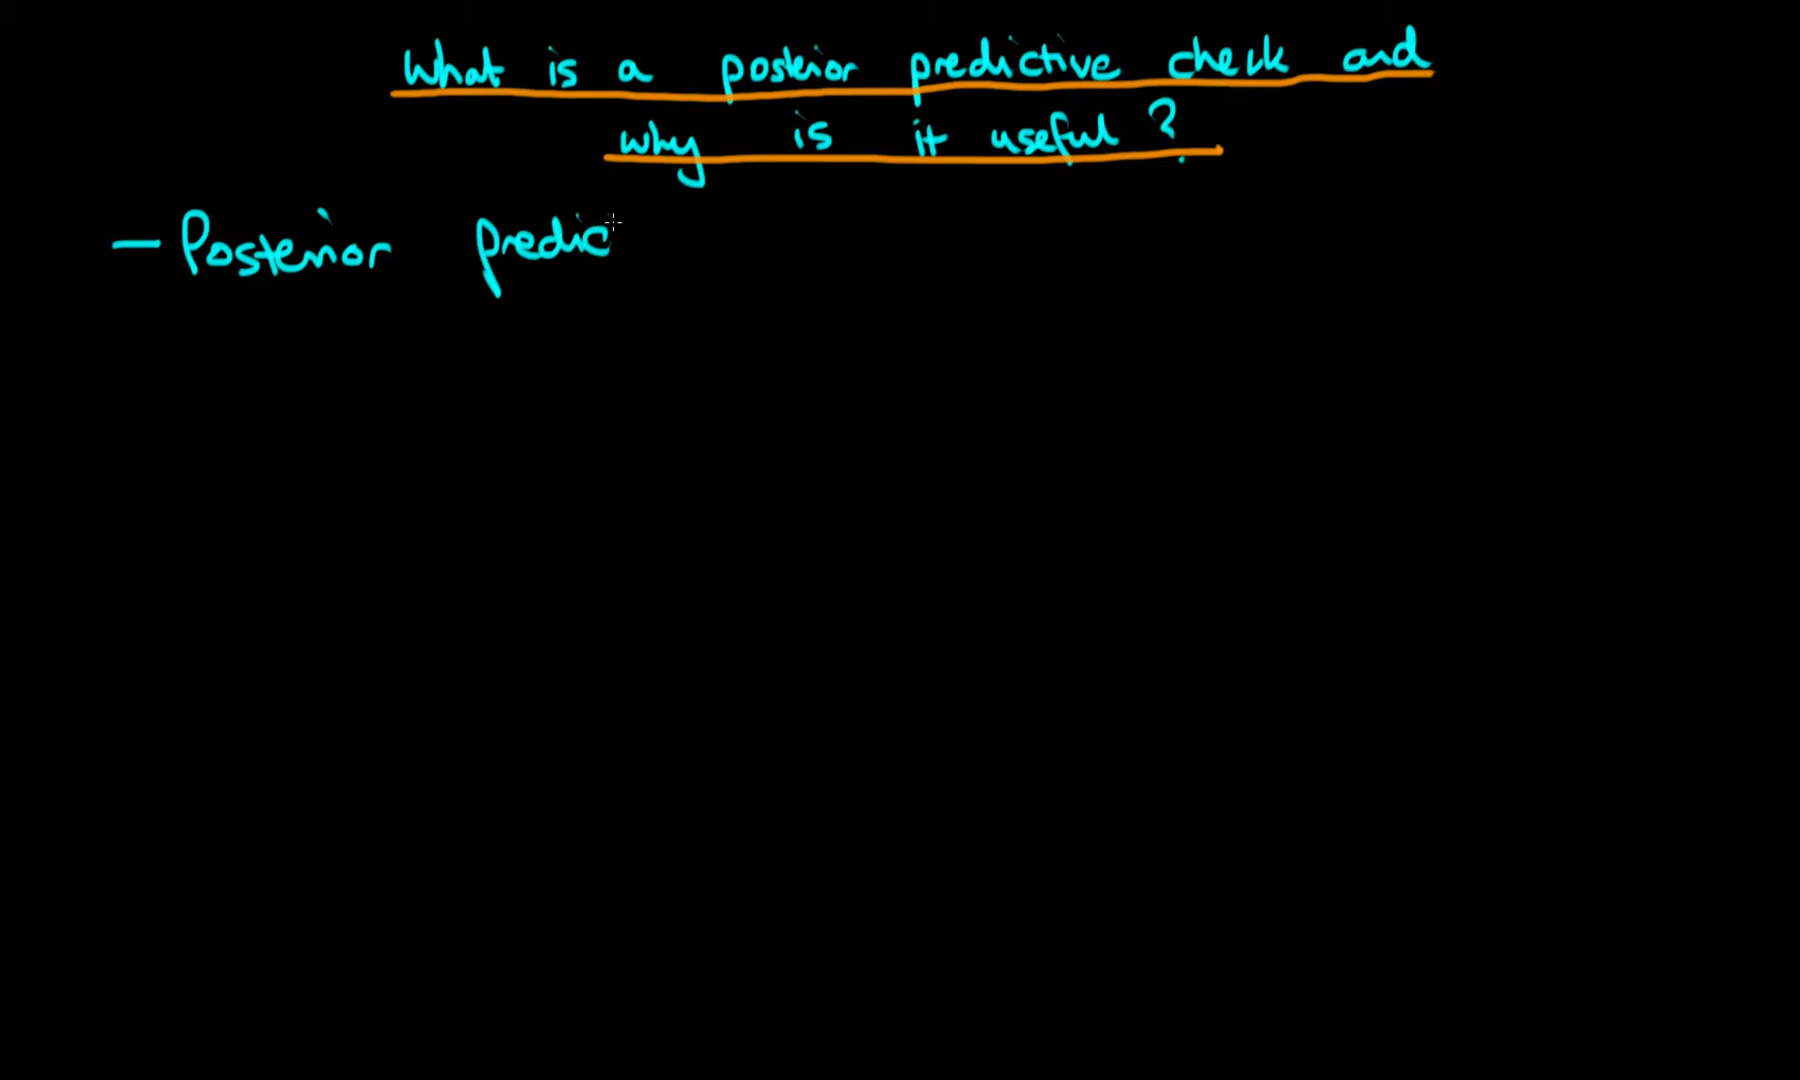 What is a posterior predictive check and
why is it useful?
- Posterior predic